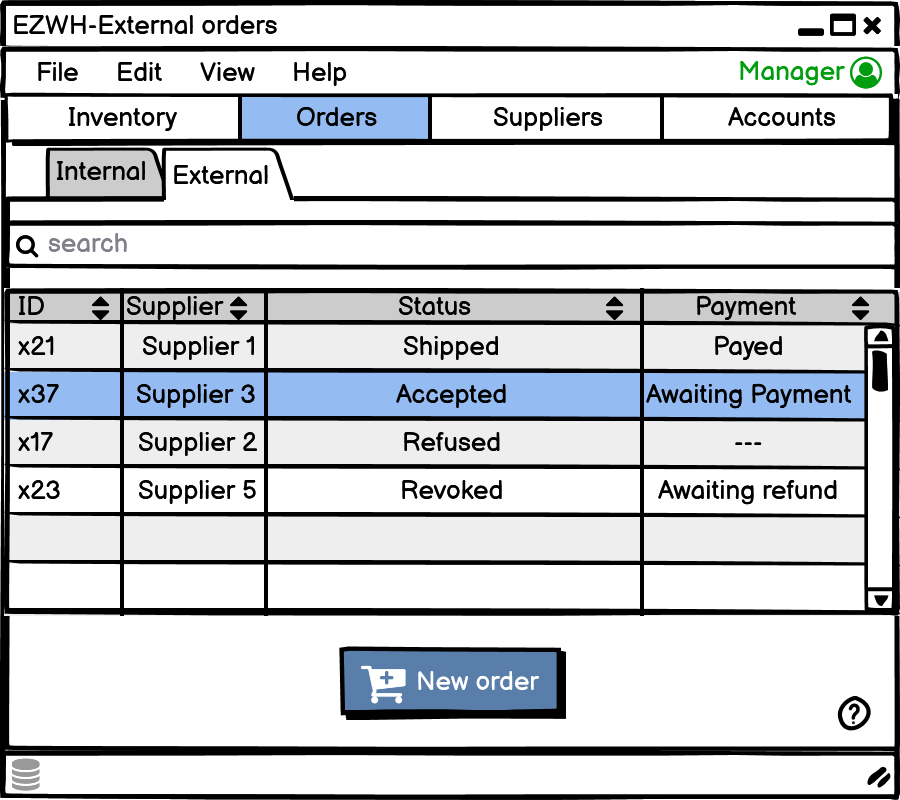 EZWH-External orders
File Edit View Help Manager
Inventory Orders Suppliers Accounts
Internal External
search
ID Supplier Status Payment
x21 Supplier 1 Shipped Payed
x37 Supplier 3 Accepted Awaiting Payment
x17 Supplier 2 Refused ---
x23 Supplier 5 Revoked Awaiting refund
New order
?